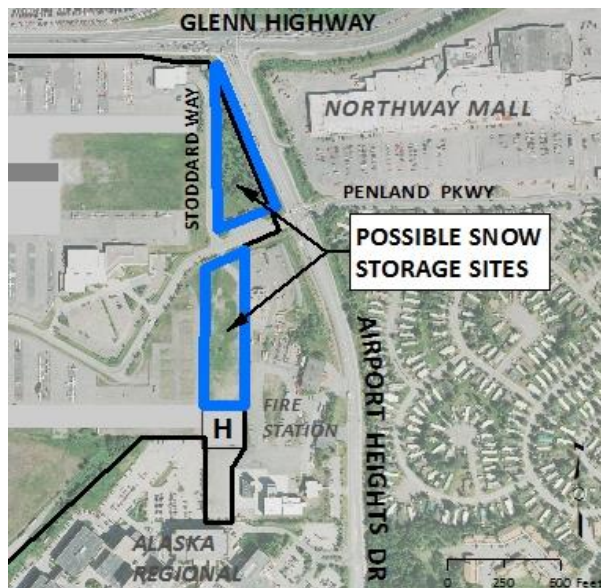 GLENN HIGHWAY
STODDARD WAY
NORTHWAY MALL
PENLAND PKWY
POSSIBLE SNOW
STORAGE SITES
AIRPORT HEIGHTS DR
FIRE
STATION
H
ALASKA
REGIONAL
0 250 500 Feet